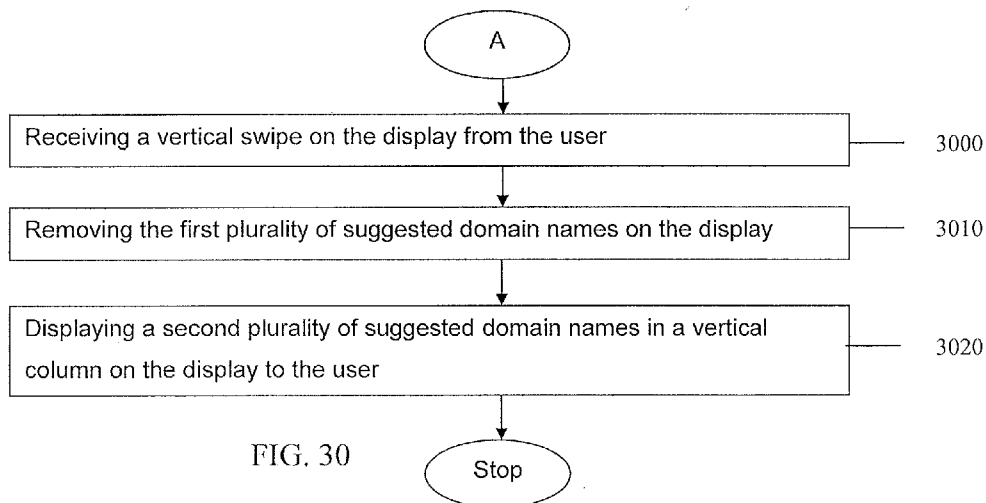 A
Receiving a vertical swipe on the display from the user
3000
Removing the first plurality of suggested domain names on the display
3010
Displaying a second plurality of suggested domain names in a vertical
column on the display to the user
3020
FIG. 30
Stop